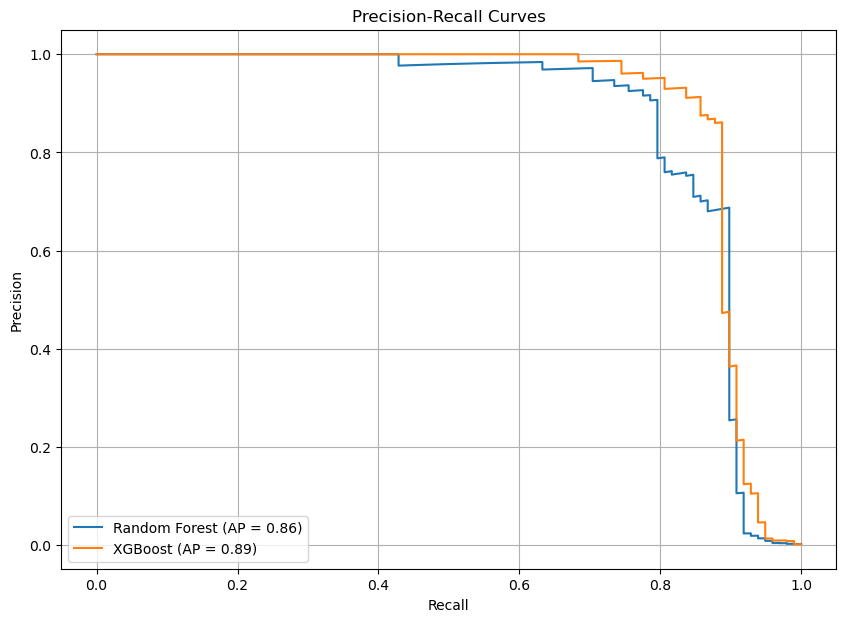 Precision-Recall Curves
Precision
1.0
0.8
0.6
0.4
0.2
0.0
Random Forest (AP = 0.86)
XGBoost (AP = 0.89)
0.0 0.2 0.4 0.6 0.8 1.0
Recall